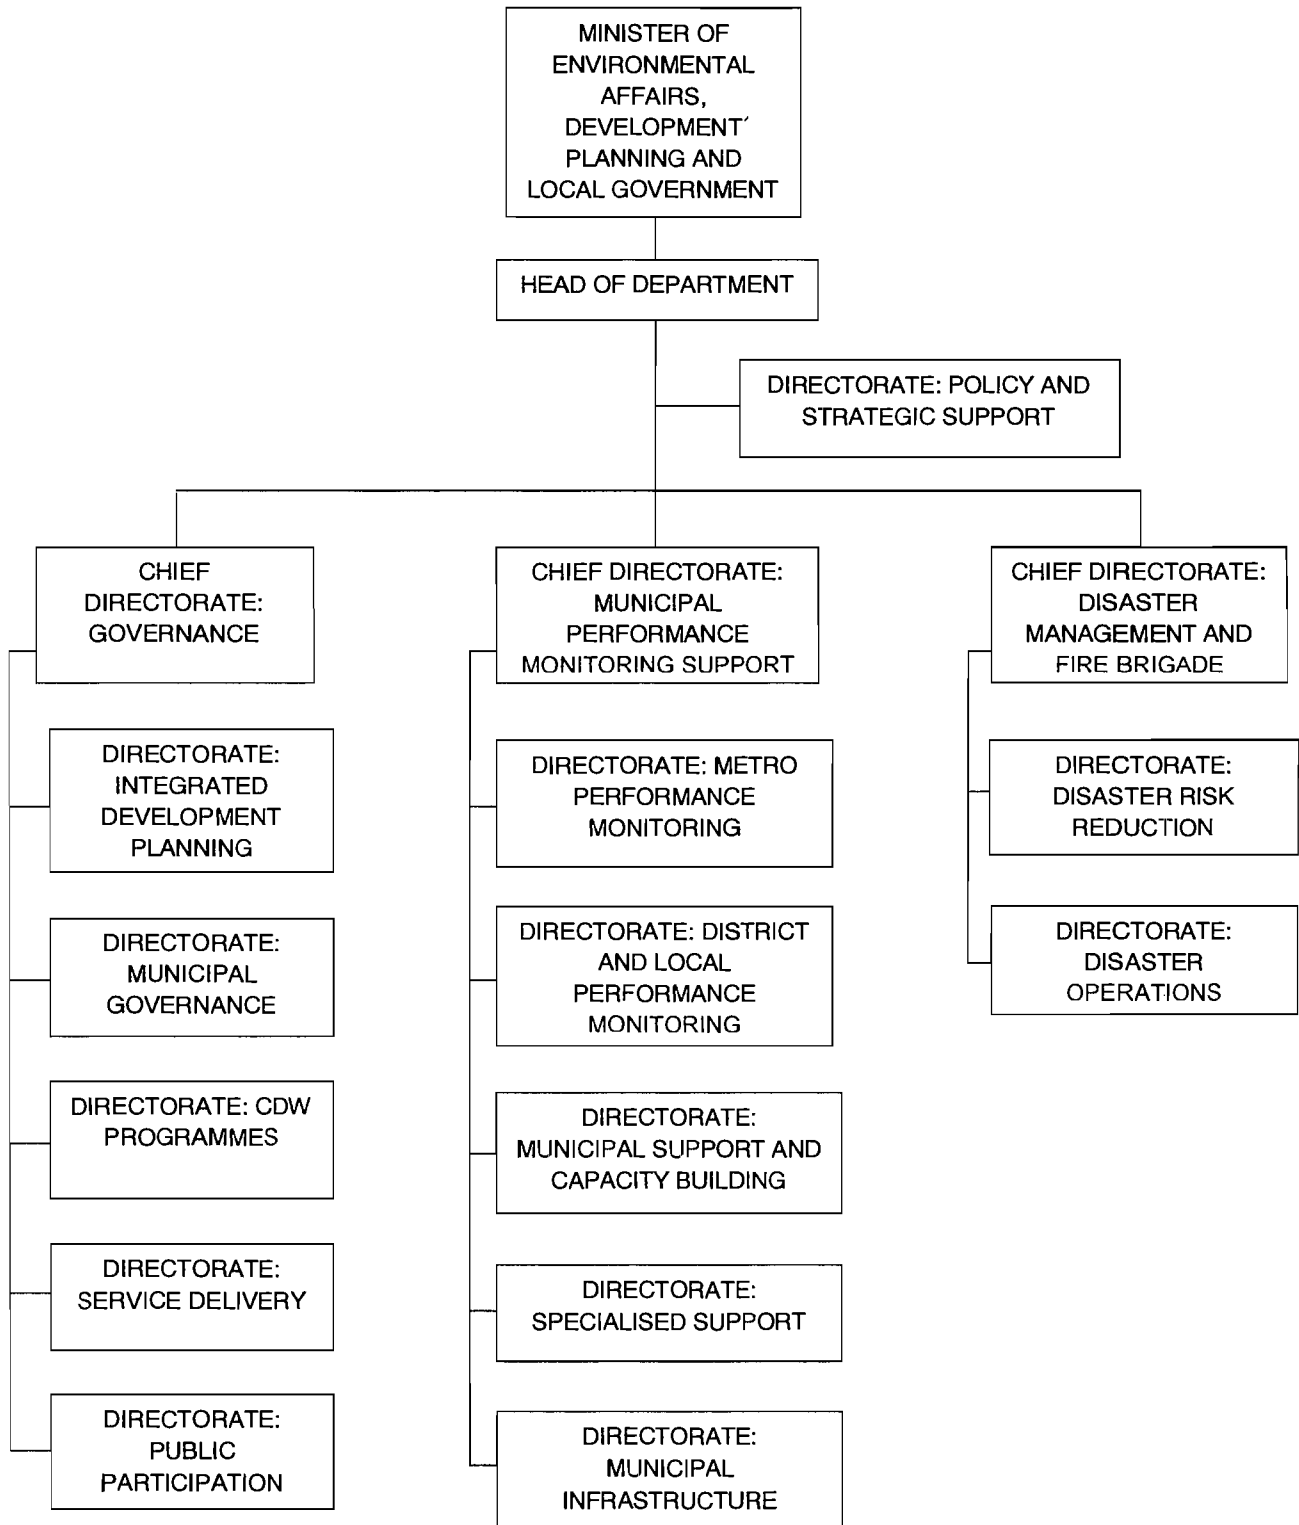 MINISTER OF
ENVIRONMENTAL
AFFAIRS,
DEVELOPMENT´
PLANNING AND
LOCAL GOVERNMENT
HEAD OF DEPARTMENT
DIRECTORATE: POLICY AND
STRATEGIC SUPPORT
CHIEF
DIRECTORATE:
GOVERNANCE
DIRECTORATE:
INTEGRATED
DEVELOPMENT
PLANNING
DIRECTORATE:
MUNICIPAL
GOVERNANCE
DIRECTORATE: CDW
PROGRAMMES
DIRECTORATE:
SERVICE DELIVERY
DIRECTORATE:
PUBLIC
PARTICIPATION
CHIEF DIRECTORATE:
MUNICIPAL
PERFORMANCE
MONITORING SUPPORT
DIRECTORATE: METRO
PERFORMANCE
MONITORING
DIRECTORATE: DISTRICT
AND LOCAL
PERFORMANCE
MONITORING
DIRECTORATE:
MUNICIPAL SUPPORT AND
CAPACITY BUILDING
DIRECTORATE:
SPECIALISED SUPPORT
DIRECTORATE:
MUNICIPAL
INFRASTRUCTURE
CHIEF DIRECTORATE:
DISASTER
MANAGEMENT AND
FIRE BRIGADE
DIRECTORATE:
DISASTER RISK
REDUCTION
DIRECTORATE:
DISASTER
OPERATIONS